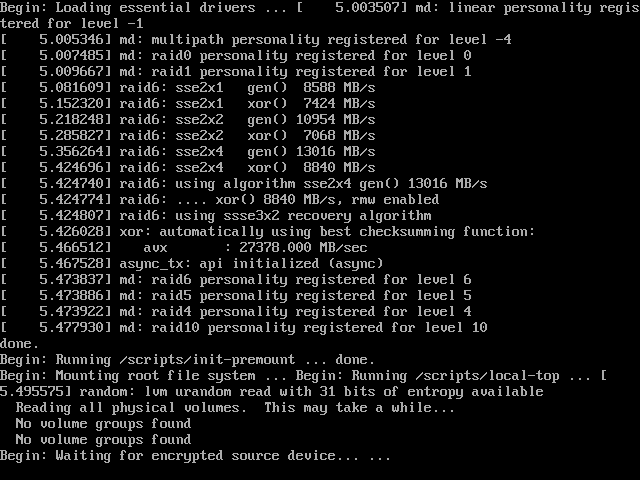 Begin: Loading essential drivers ... [    5.003507] md: linear personality regis
tered for level -1
[    5.005346] md: multipath personality registered for level -4
[    5.007485] md: raid0 personality registered for level 0
[    5.009667] md: raid1 personality registered for level 1
[    5.081609] raid6: sse2x1   gen()  8588 MB/s
[    5.152320] raid6: sse2x1   xor()  7424 MB/s
[    5.218248] raid6: sse2x2   gen() 10954 MB/s
[    5.285827] raid6: sse2x2   xor()  7068 MB/s
[    5.356264] raid6: sse2x4   gen() 13016 MB/s
[    5.424696] raid6: sse2x4   xor()  8840 MB/s
[    5.424740] raid6: using algorithm sse2x4 gen() 13016 MB/s
[    5.424774] raid6: .... xor() 8840 MB/s, rmw enabled
[    5.424807] raid6: using ssse3x2 recovery algorithm
[    5.426028] xor: automatically using best checksumming function:
[    5.466512]    avx       : 27378.000 MB/sec
[    5.467528] async_tx: api initialized (async)
[    5.473837] md: raid6 personality registered for level 6
[    5.473886] md: raid5 personality registered for level 5
[    5.473922] md: raid4 personality registered for level 4
[    5.477930] md: raid10 personality registered for level 10
done.
Begin: Running /scripts/init-premount ... done.
Begin: Mounting root file system ... Begin: Running /scripts/local-top ... [
5.495575] random: lvm urandom read with 31 bits of entropy available
  Reading all physical volumes.  This may take a while...
  No volume groups found
  No volume groups found
Begin: Waiting for encrypted source device... ...